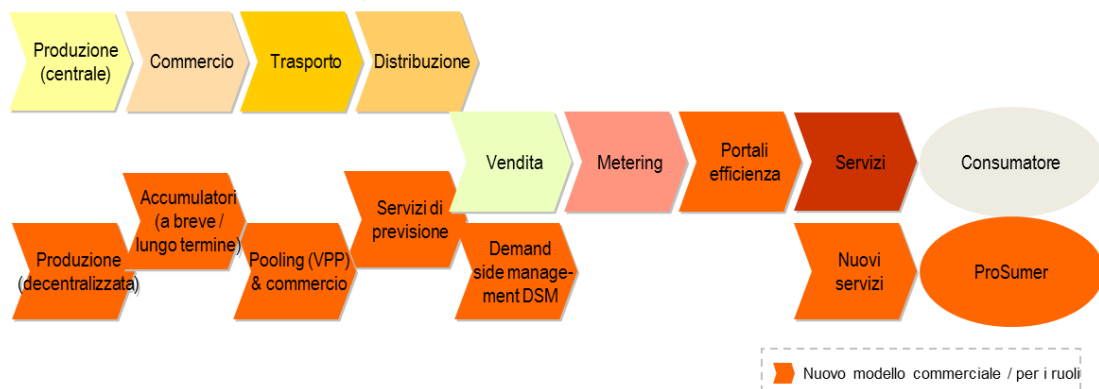 Produzione
(centrale)
Commercio
Trasporto
Distribuzione
Vendita
Metering
Portali
efficienza
Servizi
Consumatore
Produzione
(decentralizzata)
Accumulatori
(a breve /
lungo termine)
Pooling (VPP)
& commercio
Servizi di
previsione
Demand
side manage-
ment DSM
Nuovi
servizi
ProSumer
Nuovo modello commerciale / per i ruoli